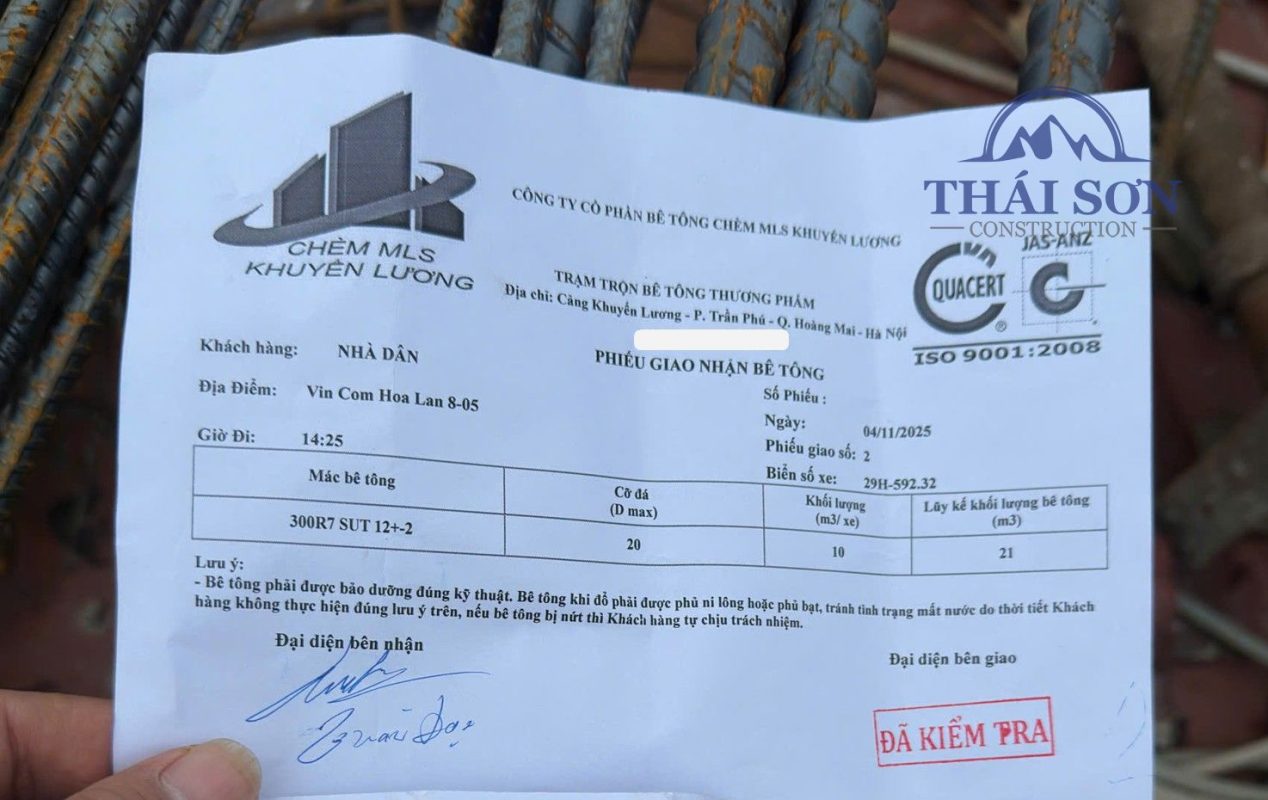 THÁI SƠN
CONSTRUCTION
CHÈM MLS
KHUYẾN LƯƠNG
CÔNG TY CỔ PHẦN BÊ TÔNG CHÈM MLS KHUYẾN LƯƠNG
TRẠM TRỘN BÊ TÔNG THƯƠNG PHẨM
Địa chỉ: Cảng Khuyến Lương - P. Trần Phú - Q. Hoàng Mai - Hà Nội
QUACERT ®
JAS-ANZ
ISO 9001:2008
PHIẾU GIAO NHẬN BÊ TÔNG
Khách hàng: NHÀ DÂN
Số Phiếu :
Địa Điểm: Vin Com Hoa Lan 8-05
Ngày: 04/11/2025
Giờ Đi: 14:25
Phiếu giao số: 2
Biển số xe: 29H-592.32
Mác bê tông
Cỡ đá
(D max)
Khối lượng
(m3/ xe)
Lũy kế khối lượng bê tông
(m3)
300R7 SUT 12+-2
20
10
21
Lưu ý:
- Bê tông phải được bảo dưỡng đúng kỹ thuật. Bê tông khi đổ phải được phủ ni lông hoặc phủ bạt, tránh tình trạng mất nước do thời tiết Khách
hàng không thực hiện đúng lưu ý trên, nếu bê tông bị nứt thì Khách hàng tự chịu trách nhiệm.
Đại diện bên nhận
Đại diện bên giao
ĐÃ KIỂM TRA